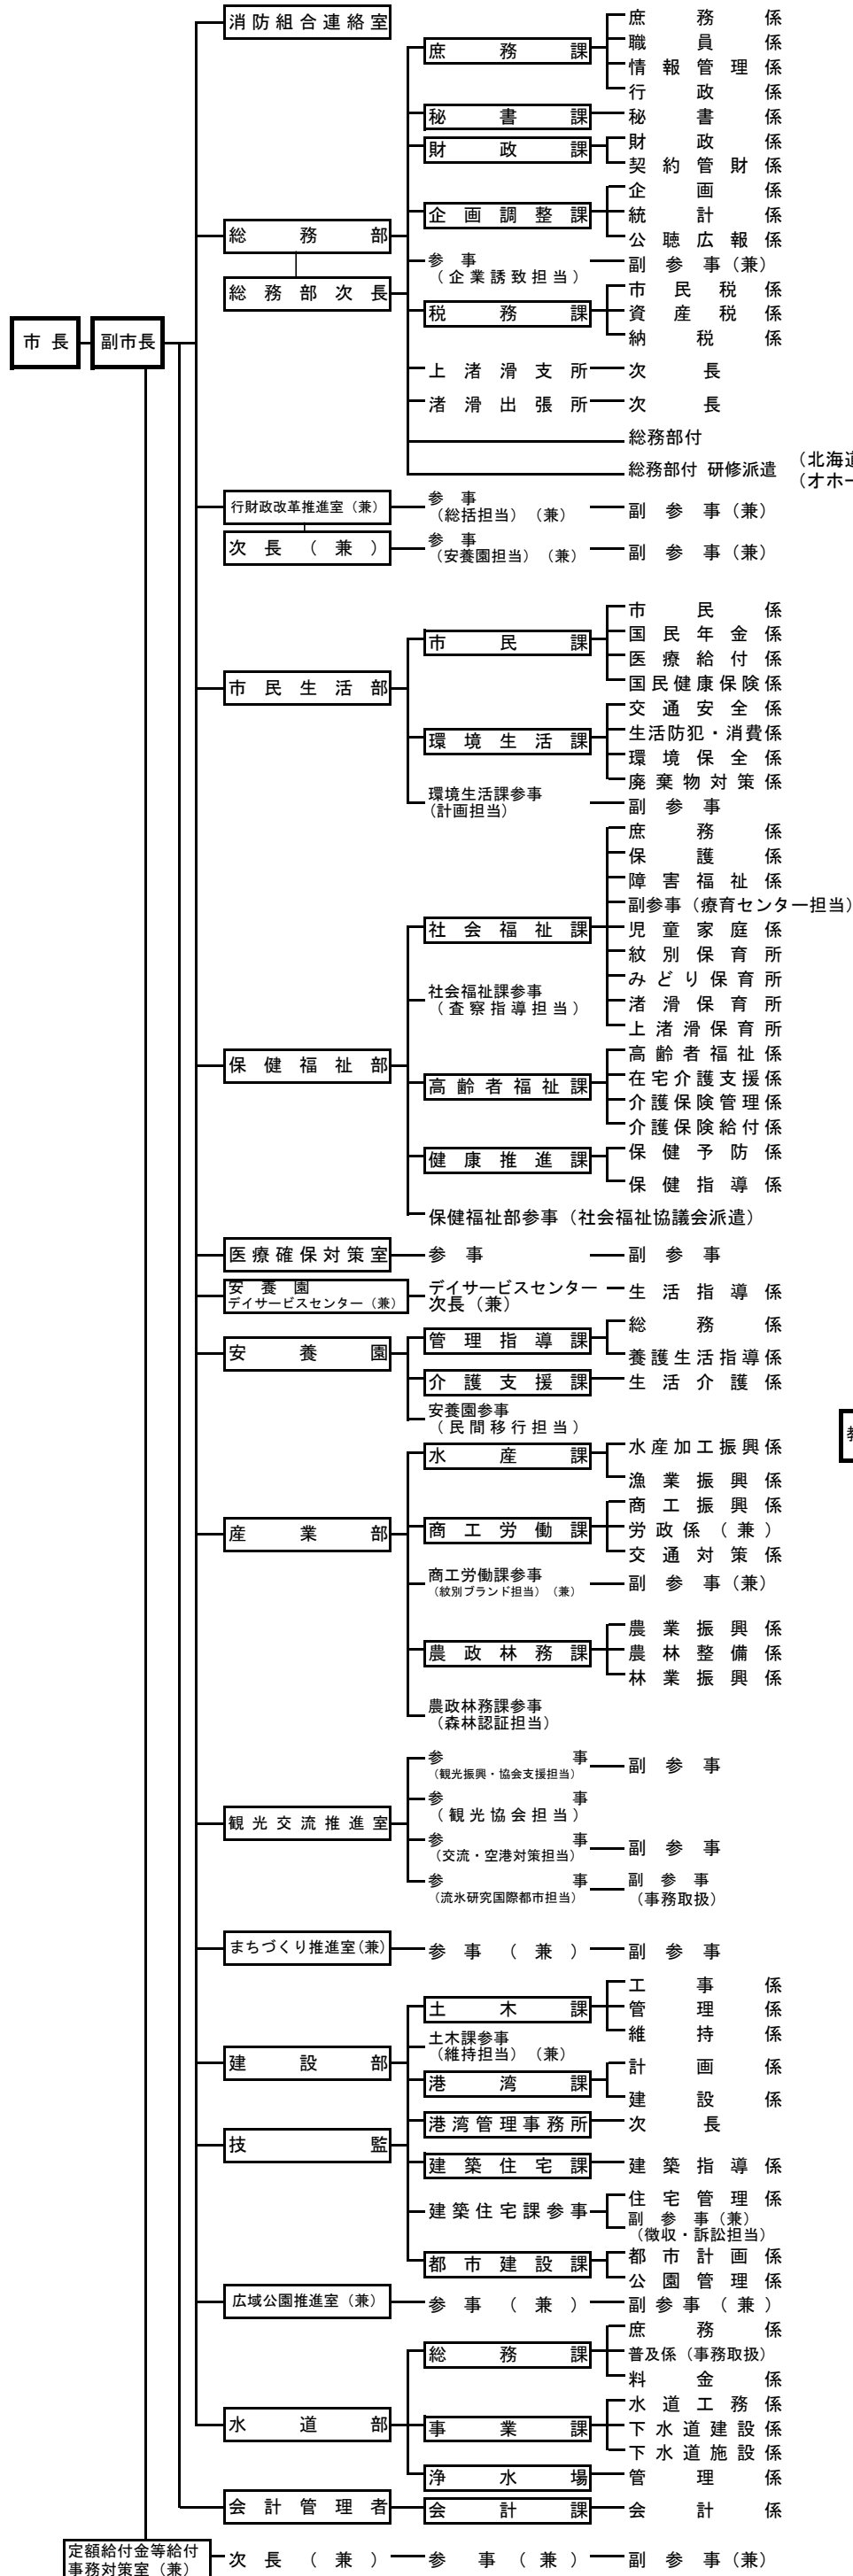 消防組合連絡室
庶務課
庶務係
職員係
情報管理係
行政係
秘書課
秘書係
財政課
財政係
契約管財係
総務部
企画調整課
企画係
統計係
公聴広報係
参事
（企業誘致担当）
副参事（兼）
総務部次長
税務課
市民税係
資産税係
納税係
市長
副市長
上渚滑支所
次長
渚滑出張所
次長
総務部付
総務部付 研修派遣
（北海道
（オホー
行財政改革推進室（兼）
参事
（総括担当）（兼）
副参事（兼）
次長（兼）
参事
（安養園担当）（兼）
副参事（兼）
市民生活部
市民課
市民係
国民年金係
医療給付係
国民健康保険係
環境生活課
交通安全係
生活防犯・消費係
環境保全係
廃棄物対策係
環境生活課参事
（計画担当）
副参事
保健福祉部
社会福祉課
庶務係
保護係
障害福祉係
副参事（療育センター担当）
児童家庭係
紋別保育所
みどり保育所
渚滑保育所
上渚滑保育所
社会福祉課参事
（査察指導担当）
高齢者福祉課
高齢者福祉係
在宅介護支援係
介護保険管理係
介護保険給付係
健康推進課
保健予防係
保健指導係
保健福祉部参事（社会福祉協議会派遣）
医療確保対策室
参事
副参事
安養園
デイサービスセンター（兼）
デイサービスセンター
次長（兼）
生活指導係
安養園
管理指導課
総務係
養護生活指導係
介護支援課
生活介護係
安養園参事
（民間移行担当）
産業部
水産課
水産加工振興係
漁業振興係
商工労働課
商工振興係
労政係（兼）
交通対策係
商工労働課参事
（紋別ブランド担当）（兼）
副参事（兼）
農政林務課
農業振興係
農林整備係
林業振興係
農政林務課参事
（森林認証担当）
観光交流推進室
参事
（観光振興・協会支援担当）
副参事
参事
（観光協会担当）
参事
（交流・空港対策担当）
副参事
参事
（流氷研究国際都市担当）
副参事
（事務取扱）
まちづくり推進室（兼）
参事（兼）
副参事
建設部
土木課
工事係
管理係
維持係
土木課参事
（維持担当）（兼）
港湾課
計画係
建設係
技監
港湾管理事務所
次長
建築住宅課
建築指導係
建築住宅課参事
住宅管理係
副参事（兼）
（徴収・訴訟担当）
都市建設課
都市計画係
公園管理係
広域公園推進室（兼）
参事（兼）
副参事（兼）
水道部
総務課
庶務係
普及係（事務取扱）
料金係
事業課
水道工務係
下水道建設係
下水道施設係
浄水場
管理係
会計管理者
会計課
会計係
定額給付金等給付
事務対策室（兼）
次長（兼）
参事（兼）
副参事（兼）